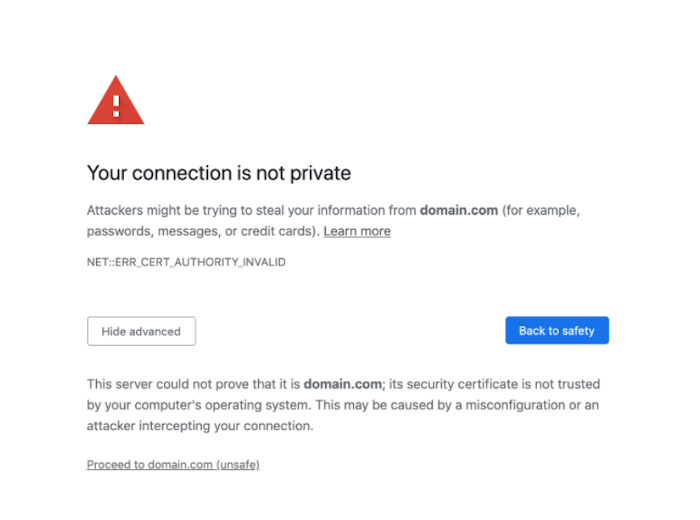 Your connection is not private
Attackers might be trying to steal your information from domain.com (for example,
passwords, messages, or credit cards). Learn more
NET::ERR_CERT_AUTHORITY_INVALID
Hide advanced
Back to safety
This server could not prove that it is domain.com; its security certificate is not trusted
by your computer's operating system. This may be caused by a misconfiguration or an
attacker intercepting your connection.
Proceed to domain.com (unsafe)